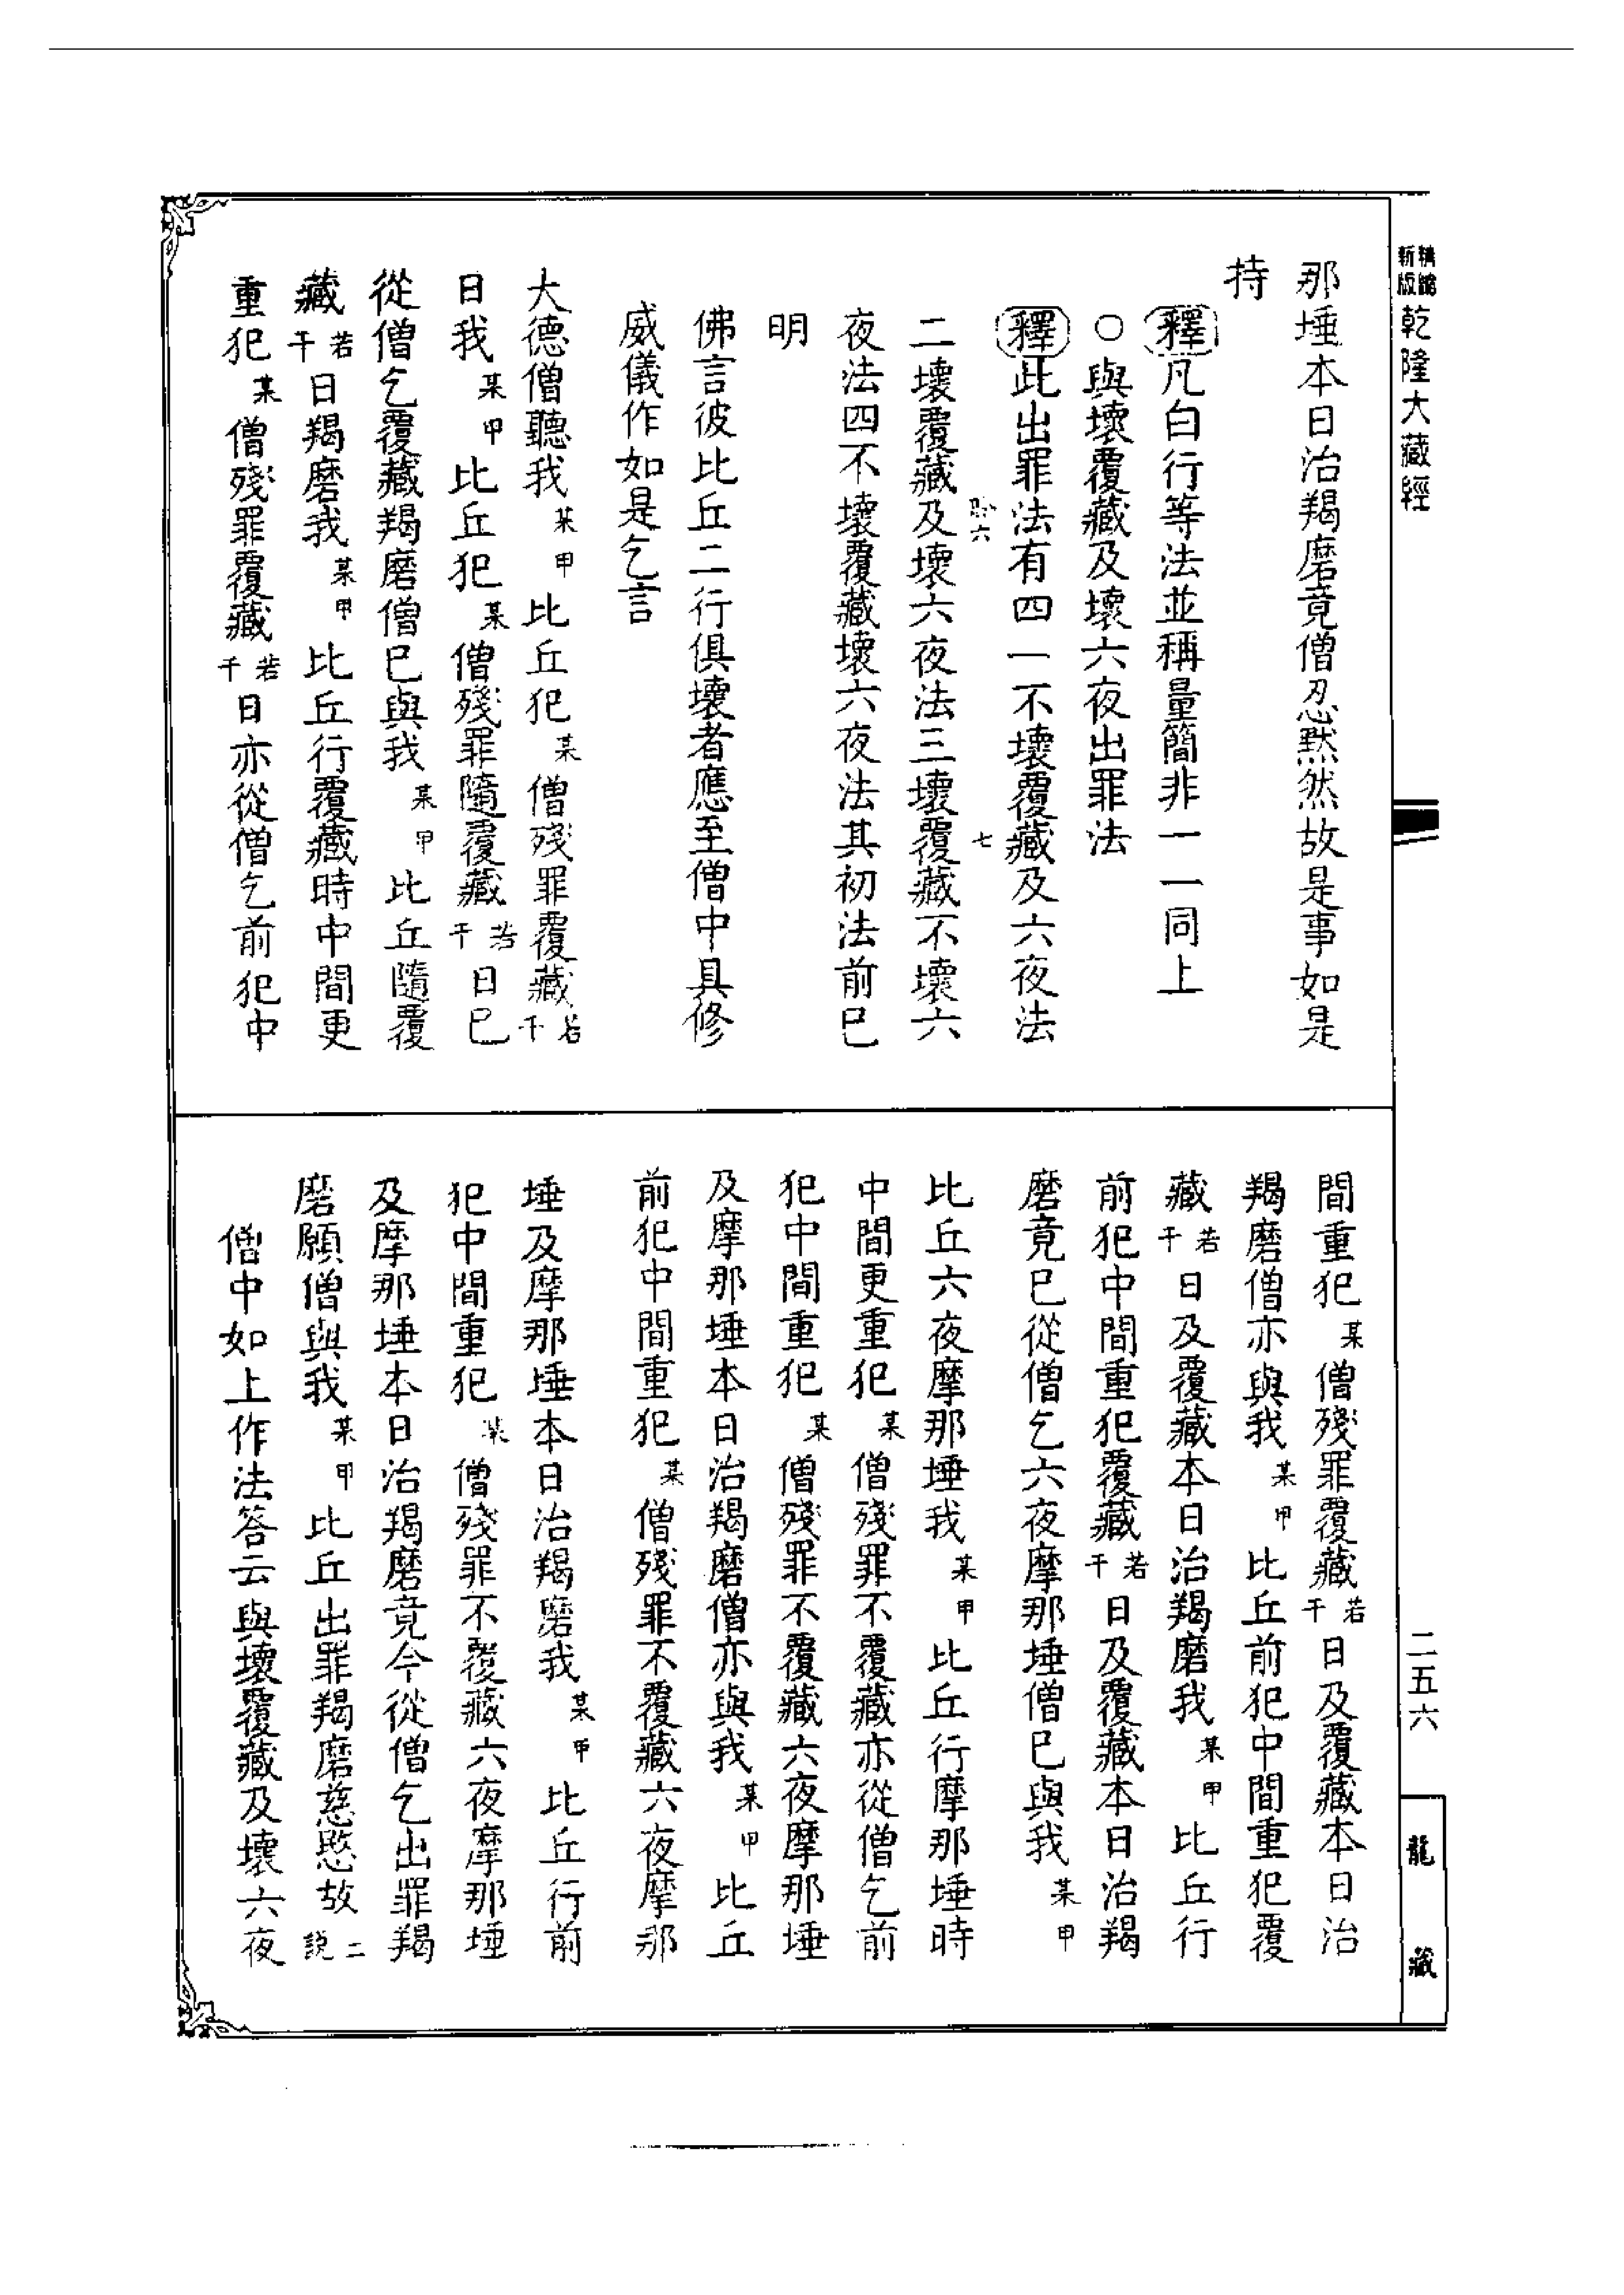 新版精縮 乾隆大藏經
那埵本日治羯磨竟僧忍默然故是事如是
持
釋凡白行等法並稱量簡非一一同上
○與壞覆藏及壞六夜出罪法
釋此出罪法有四一不壞覆藏及六夜法
二壞覆藏及壞六夜法三壞覆藏不壞六
夜法四不壞覆藏壞六夜法其初法前已
明
佛言彼比丘二行俱壞者應至僧中具修
威儀作如是乞言
大德僧聽我某甲比丘犯某僧殘罪覆藏若干
日我某甲比丘犯某僧殘罪隨覆藏若干日已
從僧乞覆藏羯磨僧已與我某甲比丘隨覆
藏若干日羯磨我某甲比丘行覆藏時中間更
重犯某僧殘罪覆藏若干日亦從僧乞前犯中
間重犯某僧殘罪覆藏若干日及覆藏本日治
羯磨僧亦與我某甲比丘前犯中間重犯覆
藏若干日及覆藏本日治羯磨我某甲比丘行
前犯中間重犯覆藏若干日及覆藏本日治羯
磨竟已從僧乞六夜摩那埵僧已與我某甲
比丘六夜摩那埵我某甲比丘行摩那埵時
中間更重犯某僧殘罪不覆藏亦從僧乞前
犯中間重犯某僧殘罪不覆藏六夜摩那埵
及摩那埵本日治羯磨僧亦與我某甲比丘
前犯中間重犯某僧殘罪不覆藏六夜摩那
埵及摩那埵本日治羯磨我某甲比丘行前
犯中間重犯某僧殘罪不覆藏六夜摩那埵
及摩那埵本日治羯磨竟今從僧乞出罪羯
磨願僧與我某甲比丘出罪羯磨慈愍故二說
僧中如上作法答云與壞覆藏及壞六夜
七
二五六
龍藏